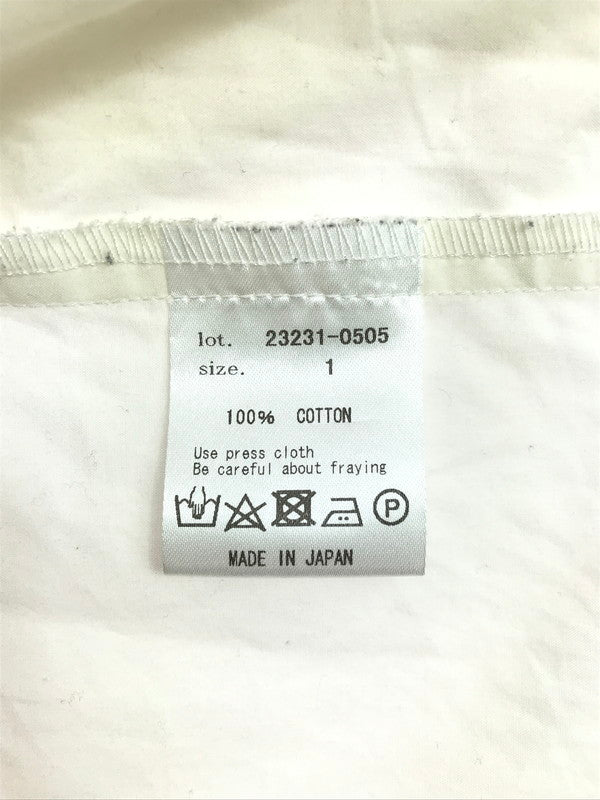 lot. 23231-0505
size. 1
100% COTTON
Use press cloth
Be careful about fraying
P
MADE IN JAPAN